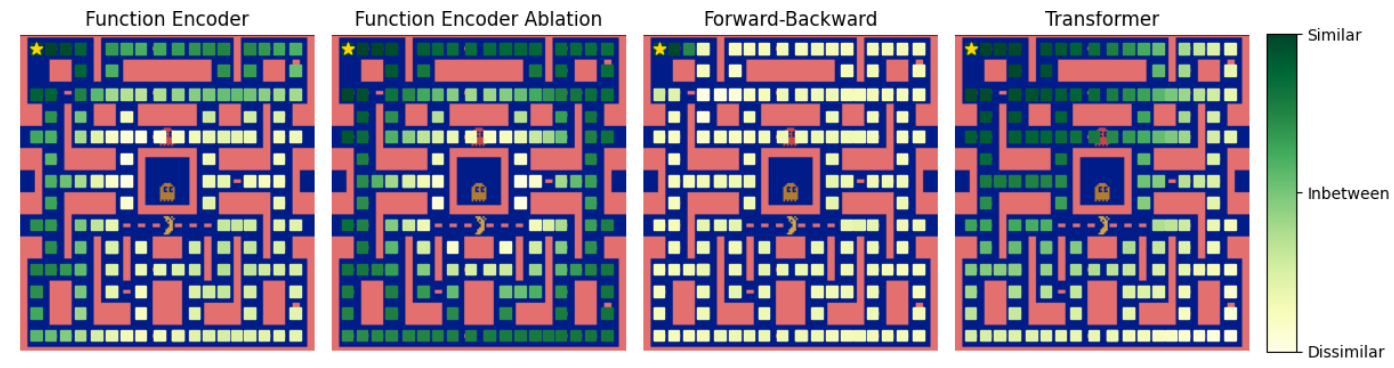 Function Encoder
Function Encoder Ablation
Forward-Backward
Transformer
Similar
Inbetween
Dissimilar